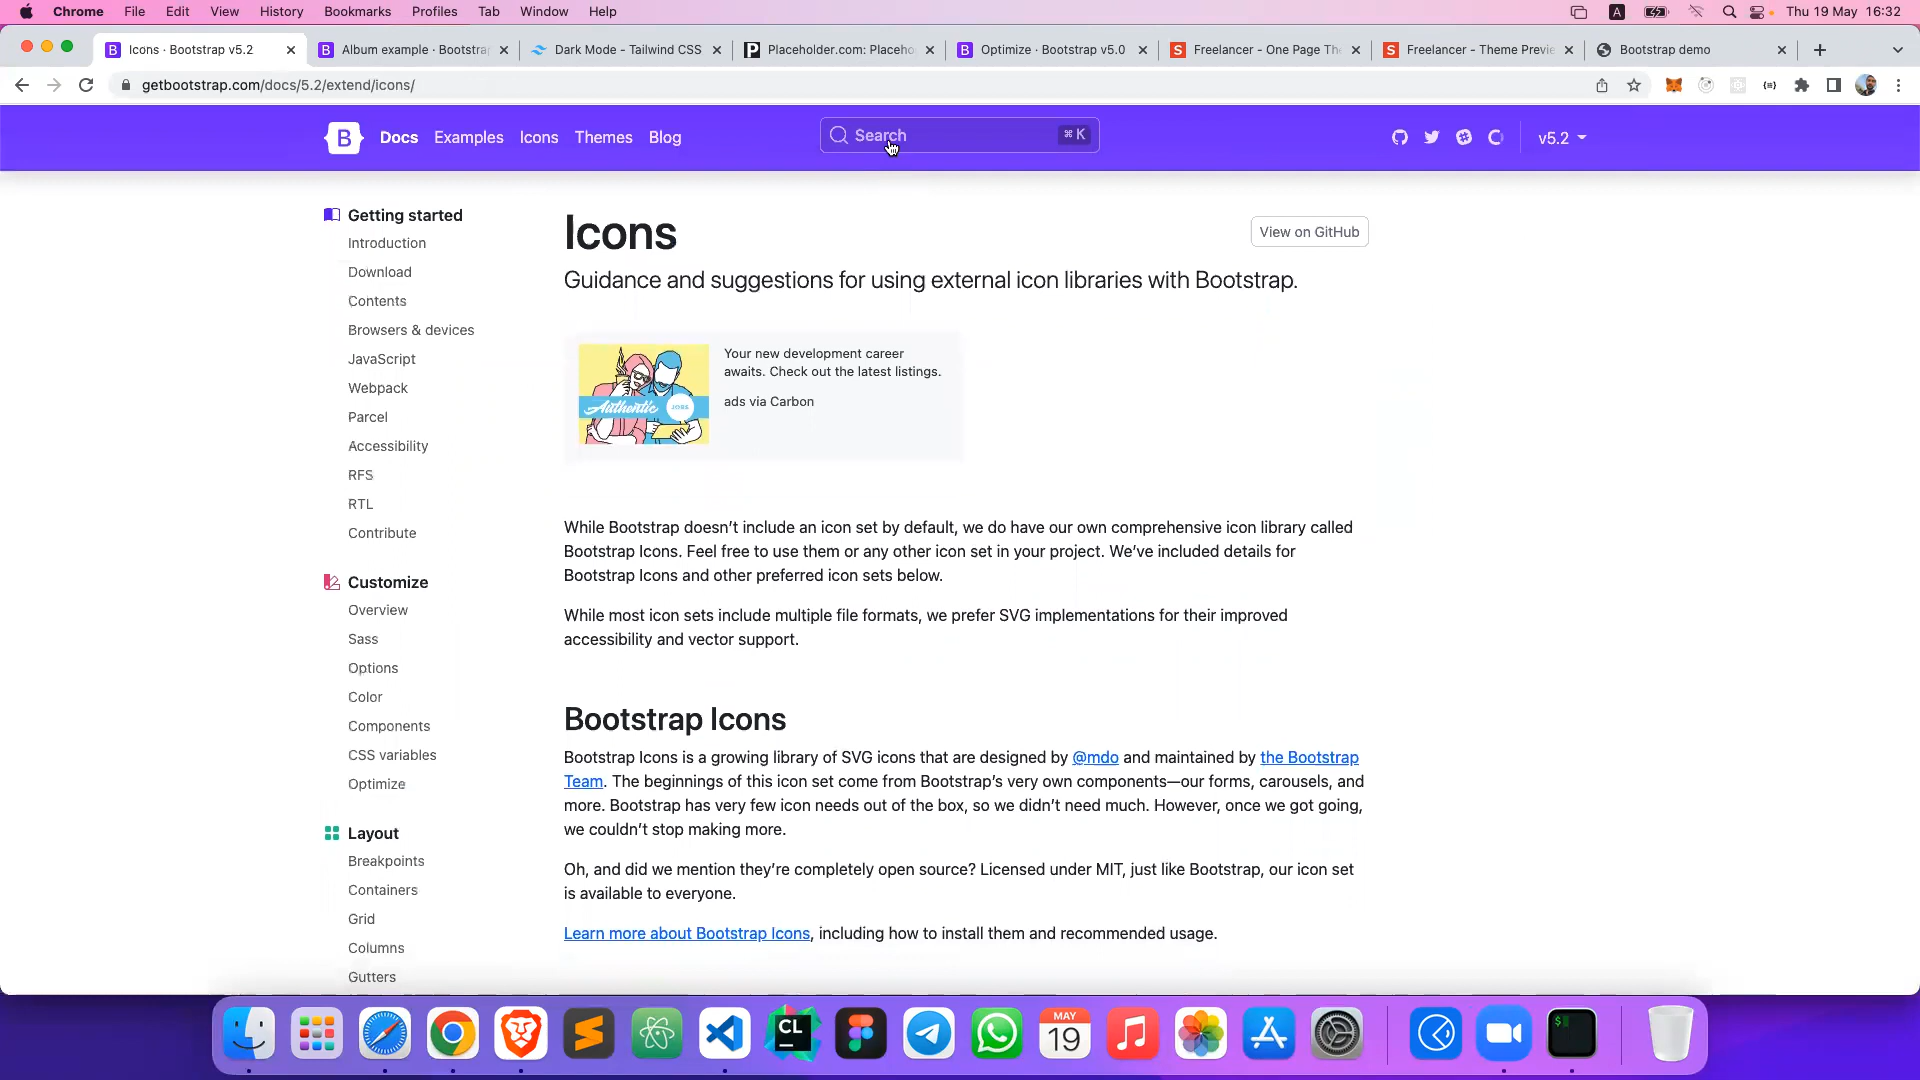 Chrome File Edit View History Bookmarks Profiles Tab Window Help
A Thu 19 May 16:32
Icons · Bootstrap v5.2
Album example · Bootstrap
Dark Mode - Tailwind CSS
Placeholder.com: Placeho
Optimize · Bootstrap v5.0
Freelancer - One Page The
Freelancer - Theme Preview
Bootstrap demo
getbootstrap.com/docs/5.2/extend/icons/
B Docs Examples Icons Themes Blog
Search ⌘ K
v5.2
Getting started
Introduction
Download
Contents
Browsers & devices
JavaScript
Webpack
Parcel
Accessibility
RFS
RTL
Contribute
Customize
Overview
Sass
Options
Color
Components
CSS variables
Optimize
Layout
Breakpoints
Containers
Grid
Columns
Gutters
Icons
View on GitHub
Guidance and suggestions for using external icon libraries with Bootstrap.
Authentic JOBS
Your new development career
awaits. Check out the latest listings.
ads via Carbon
While Bootstrap doesn’t include an icon set by default, we do have our own comprehensive icon library called
Bootstrap Icons. Feel free to use them or any other icon set in your project. We’ve included details for
Bootstrap Icons and other preferred icon sets below.
While most icon sets include multiple file formats, we prefer SVG implementations for their improved
accessibility and vector support.
Bootstrap Icons
Bootstrap Icons is a growing library of SVG icons that are designed by @mdo and maintained by the Bootstrap
Team. The beginnings of this icon set come from Bootstrap’s very own components—our forms, carousels, and
more. Bootstrap has very few icon needs out of the box, so we didn’t need much. However, once we got going,
we couldn’t stop making more.
Oh, and did we mention they’re completely open source? Licensed under MIT, just like Bootstrap, our icon set
is available to everyone.
Learn more about Bootstrap Icons, including how to install them and recommended usage.
CL
MAY
19
$